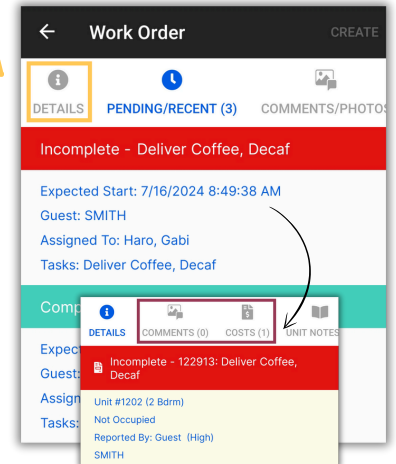 Work Order CREATE
DETAILS PENDING/RECENT (3) COMMENTS/PHOTOS
Incomplete - Deliver Coffee, Decaf
Expected Start: 7/16/2024 8:49:38 AM
Guest: SMITH
Assigned To: Haro, Gabi
Tasks: Deliver Coffee, Decaf
Guest:
Tasks:
DETAILS COMMENTS (0) COSTS (1) UNIT NOTES
Incomplete - 122913: Deliver Coffee,
Decaf
Unit #1202 (2 Bdrm)
Not Occupied
Reported By: Guest (High)
SMITH